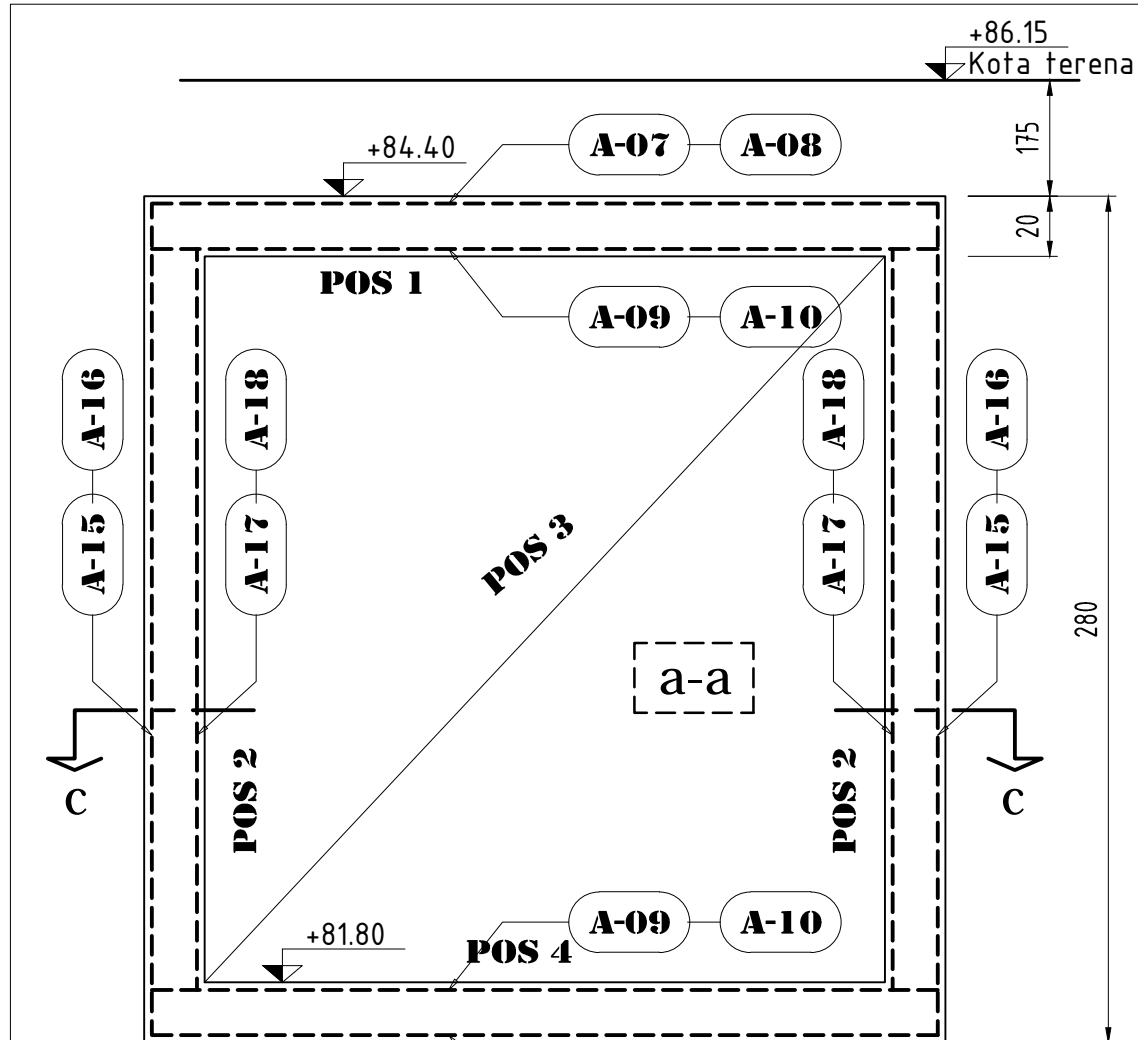 +86.15
Kota terena
175
+84.40
A-07 A-08
20
POS 1
A-09 A-10
A-16 A-18 A-18 A-16
A-15 A-17 A-17 A-15
POS 3
280
a-a
POS 2 POS 2
C C
A-09 A-10
+81.80
POS 4